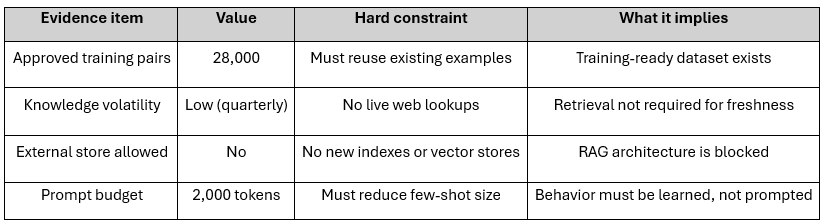 Evidence item Value Hard constraint What it implies
Approved training pairs 28,000 Must reuse existing examples Training-ready dataset exists
Knowledge volatility Low (quarterly) No live web lookups Retrieval not required for freshness
External store allowed No No new indexes or vector stores RAG architecture is blocked
Prompt budget 2,000 tokens Must reduce few-shot size Behavior must be learned, not prompted